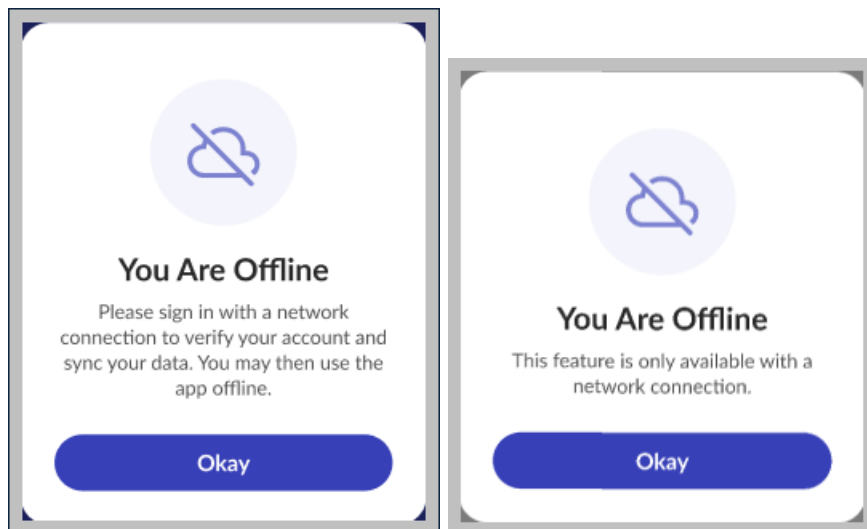 You Are Offline
Please sign in with a network
connection to verify your account and
sync your data. You may then use the
app offline.
Okay
You Are Offline
This feature is only available with a
network connection.
Okay